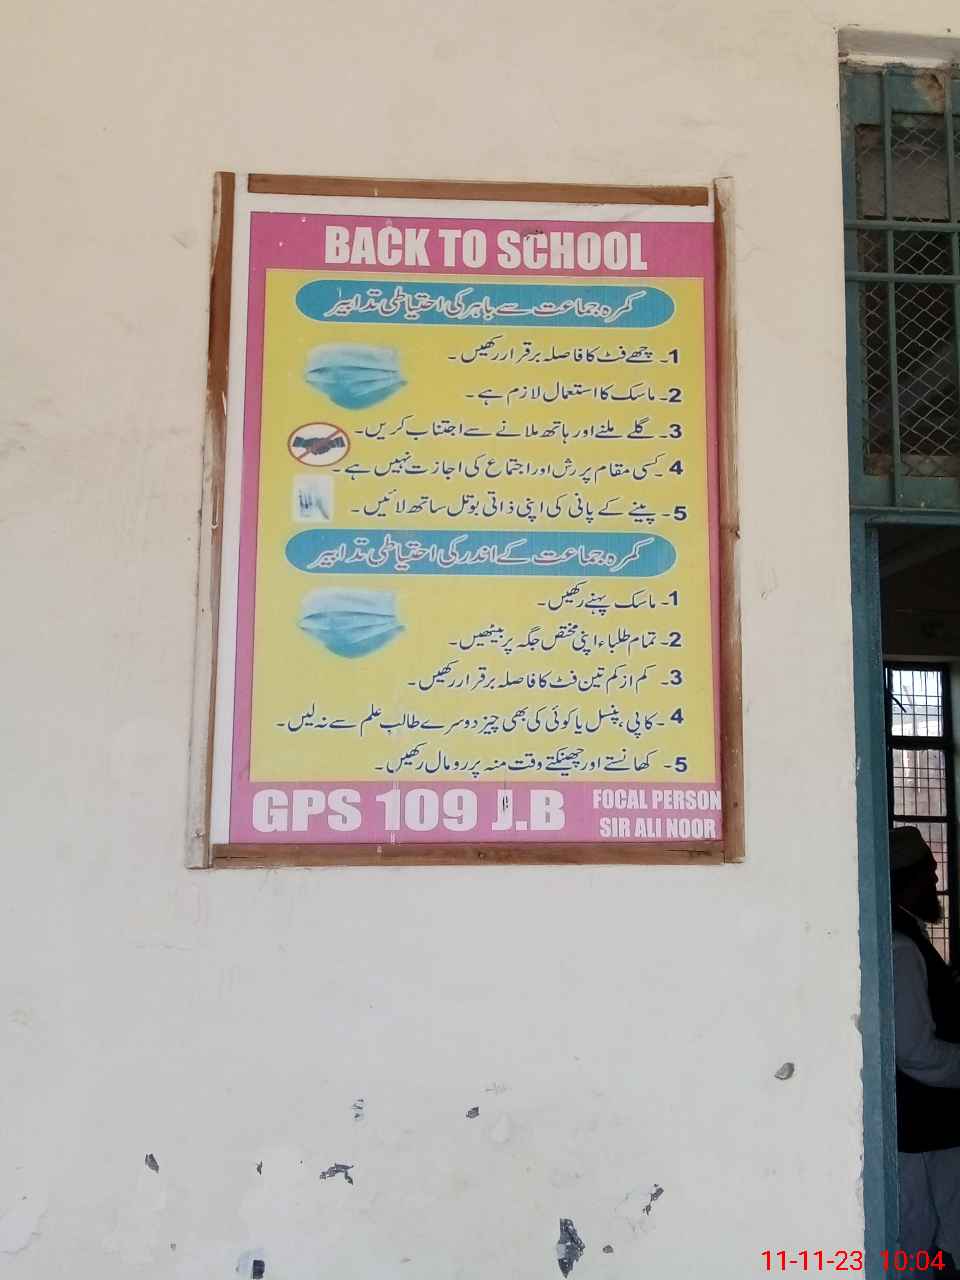 BACK TO SCHOOL
کمرہ جماعت سے باہر کی احتیاطی تدابیر
1۔ چھے فٹ کا فاصلہ برقرار رکھیں۔
2۔ ماسک کا استعمال لازم ہے۔
3۔ گلے ملنے اور ہاتھ ملانے سے اجتناب کریں۔
4۔ کسی مقام پر رش اور اجتماع کی اجازت نہیں ہے۔
5۔ پینے کے پانی کی اپنی ذاتی بوتل ساتھ لائیں۔
کمرہ جماعت کے اندر کی احتیاطی تدابیر
1۔ ماسک پہنے رکھیں۔
2۔ تمام طلباء اپنی مختص جگہ پر بیٹھیں۔
3۔ کم از کم تین فٹ کا فاصلہ برقرار رکھیں۔
4۔ کاپی، پنسل یا کوئی کی بھی چیز دوسرے طالب علم سے نہ لیں۔
5۔ کھانستے اور چھینکتے وقت منہ پر رومال رکھیں۔
GPS 109 J.B
FOCAL PERSON
SIR ALI NOOR
11-11-23 10:04